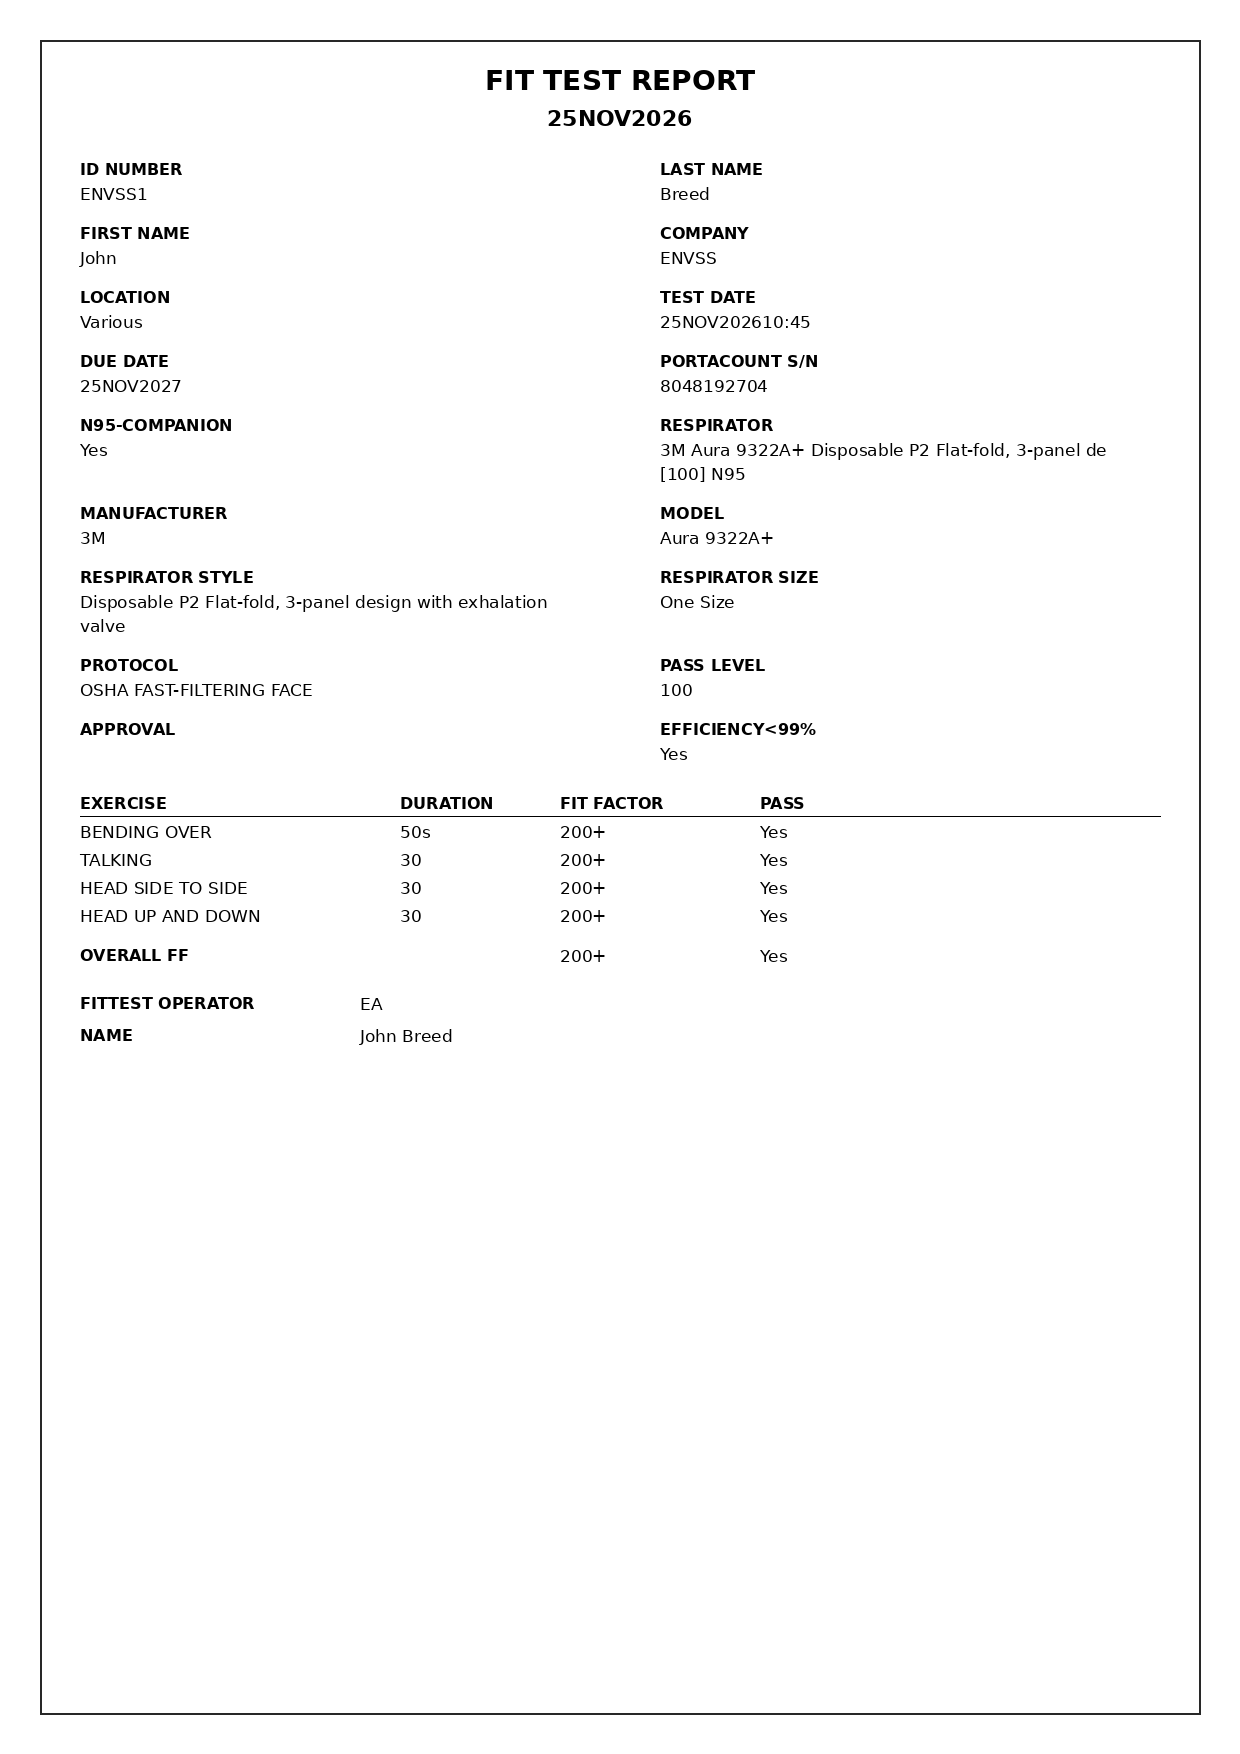 FIT TEST REPORT
25NOV2026
ID NUMBER LAST NAME
ENVSS1 Breed
FIRST NAME COMPANY
John ENVSS
LOCATION TEST DATE
Various 25NOV202610:45
DUE DATE PORTACOUNT S/N
25NOV2027 8048192704
N95-COMPANION RESPIRATOR
Yes 3M Aura 9322A+ Disposable P2 Flat-fold, 3-panel de
[100] N95
MANUFACTURER MODEL
3M Aura 9322A+
RESPIRATOR STYLE RESPIRATOR SIZE
Disposable P2 Flat-fold, 3-panel design with exhalation One Size
valve
PROTOCOL PASS LEVEL
OSHA FAST-FILTERING FACE 100
APPROVAL EFFICIENCY<99%
Yes
EXERCISE DURATION FIT FACTOR PASS
BENDING OVER 50s 200+ Yes
TALKING 30 200+ Yes
HEAD SIDE TO SIDE 30 200+ Yes
HEAD UP AND DOWN 30 200+ Yes
OVERALL FF 200+ Yes
FITTEST OPERATOR EA
NAME John Breed